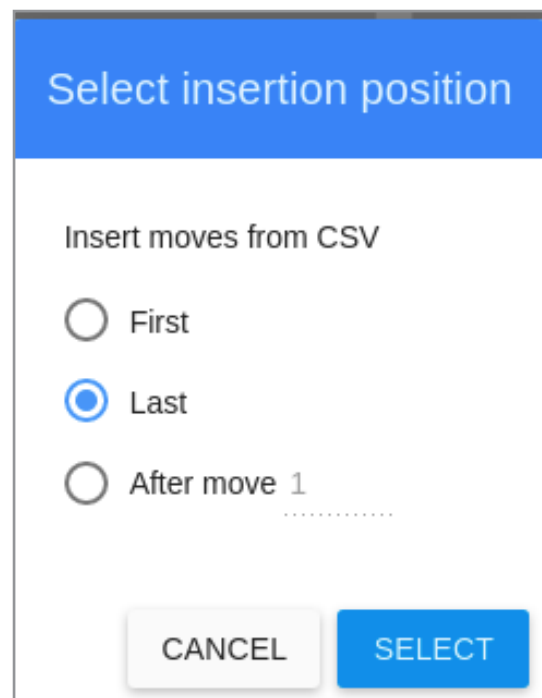 Select insertion position
Insert moves from CSV
First
Last
After move 1
CANCEL SELECT